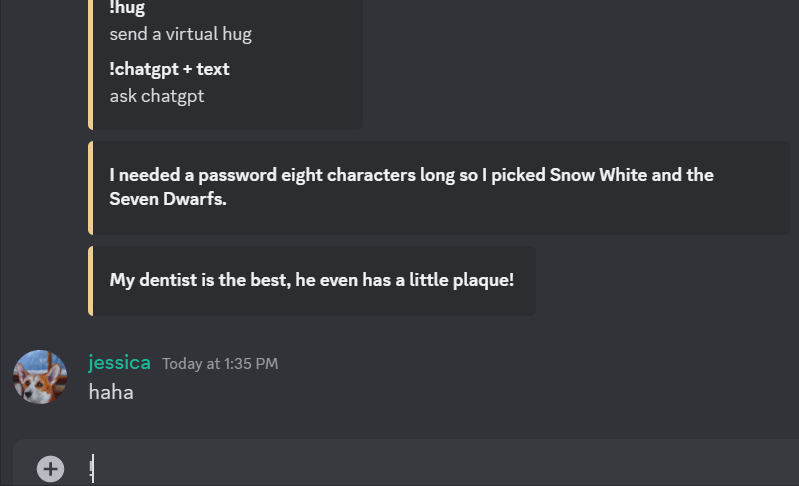 !hug
send a virtual hug
!chatgpt + text
ask chatgpt
I needed a password eight characters long so I picked Snow White and the
Seven Dwarfs.
My dentist is the best, he even has a little plaque!
jessica Today at 1:35 PM
haha
!